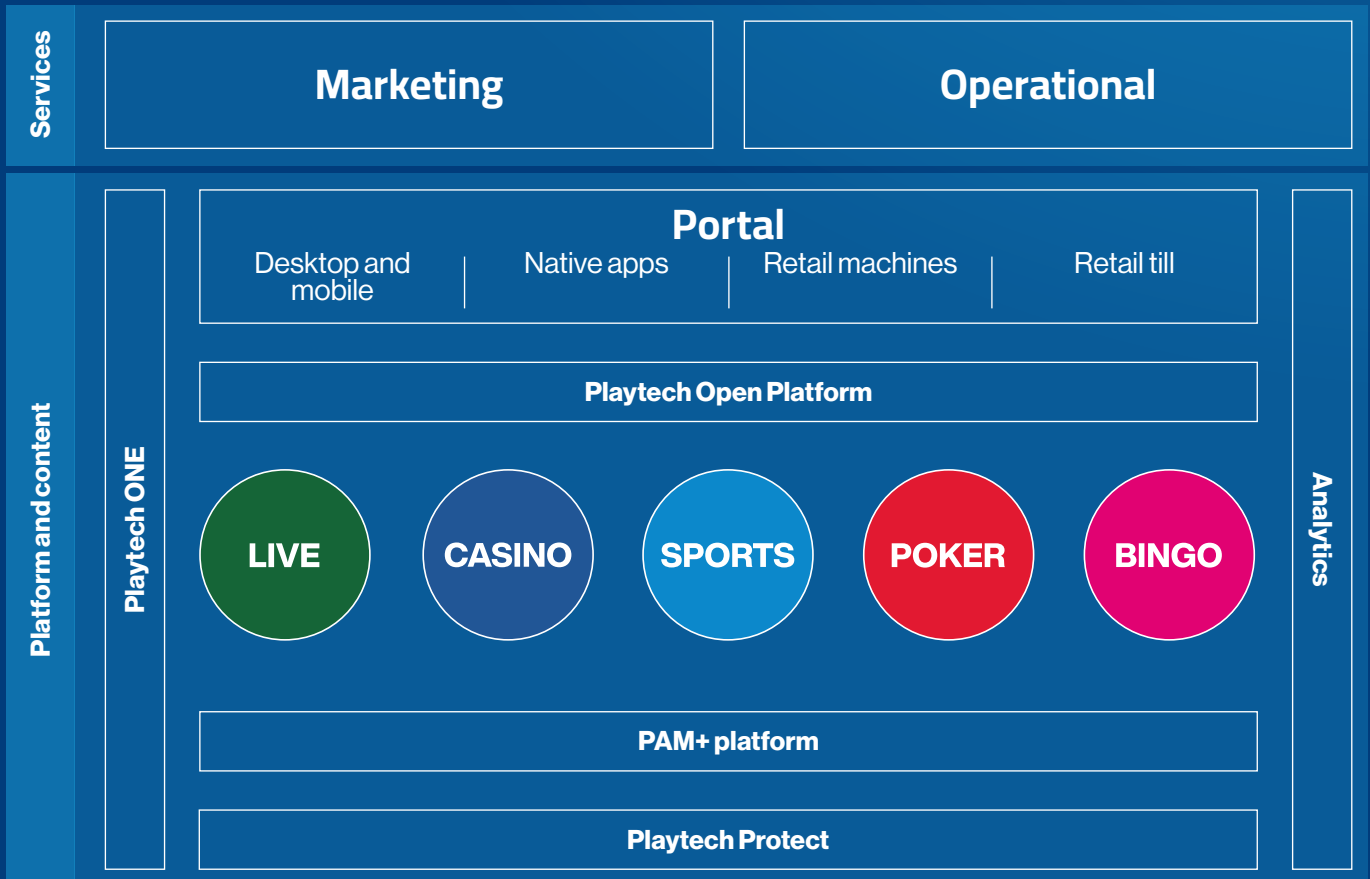 Services
Marketing
Operational
Platform and content
Playtech ONE
Portal
Desktop and
mobile
Native apps
Retail machines
Retail till
Playtech Open Platform
LIVE
CASINO
SPORTS
POKER
BINGO
PAM+ platform
Playtech Protect
Analytics